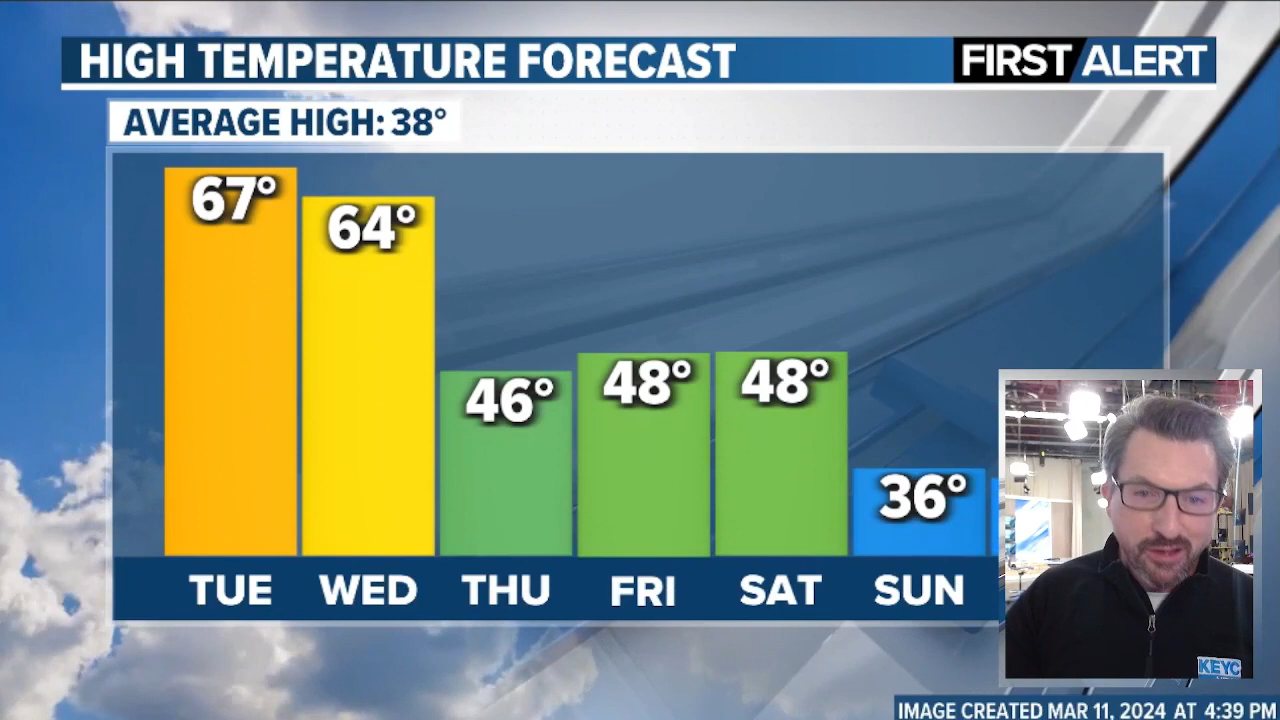 HIGH TEMPERATURE FORECAST
FIRST ALERT
AVERAGE HIGH: 38°
67°
64°
46°
48°
48°
36°
TUE WED THU FRI SAT SUN
KEYC
IMAGE CREATED MAR 11, 2024 AT 4:39 PM